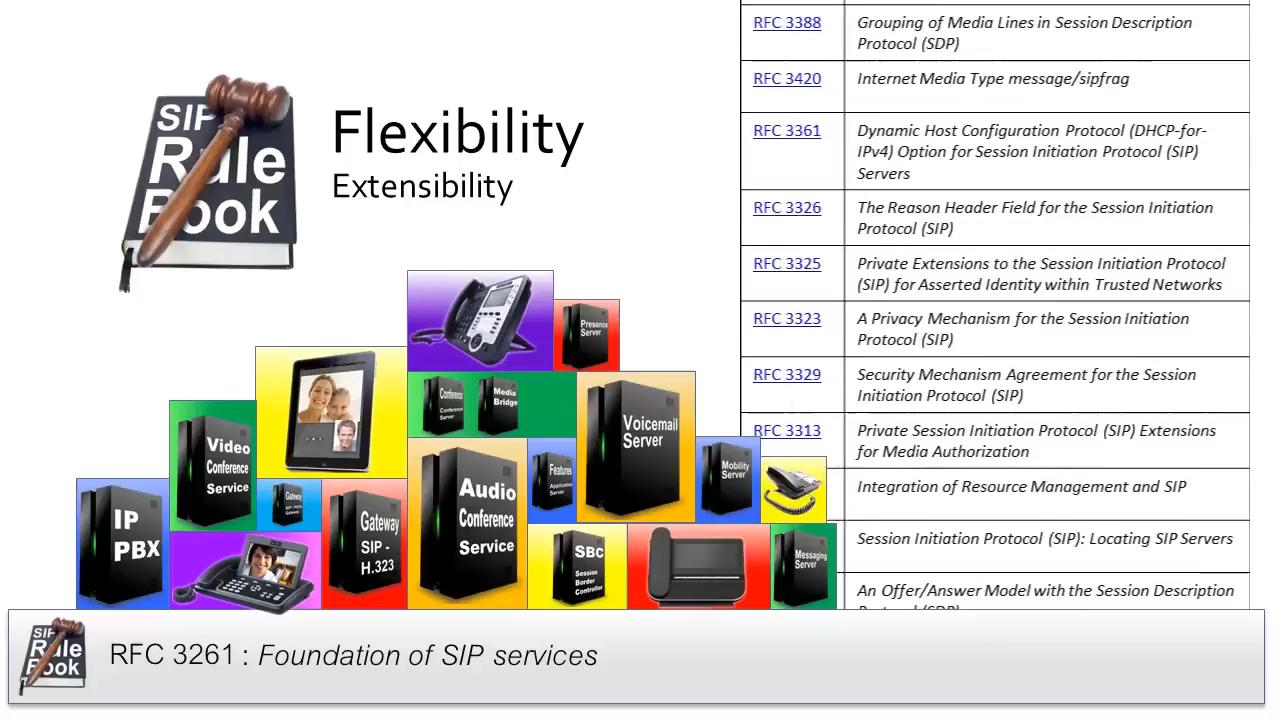 SIP
Rule
Book
Flexibility
Extensibility
RFC 3388
Grouping of Media Lines in Session Description
Protocol (SDP)
RFC 3420
Internet Media Type message/sipfrag
RFC 3361
Dynamic Host Configuration Protocol (DHCP-for-
IPv4) Option for Session Initiation Protocol (SIP)
Servers
RFC 3326
The Reason Header Field for the Session Initiation
Protocol (SIP)
RFC 3325
Private Extensions to the Session Initiation Protocol
(SIP) for Asserted Identity within Trusted Networks
RFC 3323
A Privacy Mechanism for the Session Initiation
Protocol (SIP)
RFC 3329
Security Mechanism Agreement for the Session
Initiation Protocol (SIP)
RFC 3313
Private Session Initiation Protocol (SIP) Extensions
for Media Authorization
Integration of Resource Management and SIP
Session Initiation Protocol (SIP): Locating SIP Servers
An Offer/Answer Model with the Session Description
Protocol (SDP)
Presence
Server
Conference
Conference
Server
Media
Bridge
Voicemail
Server
Video
Conference
Service
Features
Application
Server
Mobility
Server
IP
PBX
Gateway
SIP - PSTN
Gateway
Gateway
SIP -
H.323
Audio
Conference
Service
SBC
Session
Border
Controller
Messaging
Server
SIP
Rule
Book
RFC 3261 : Foundation of SIP services